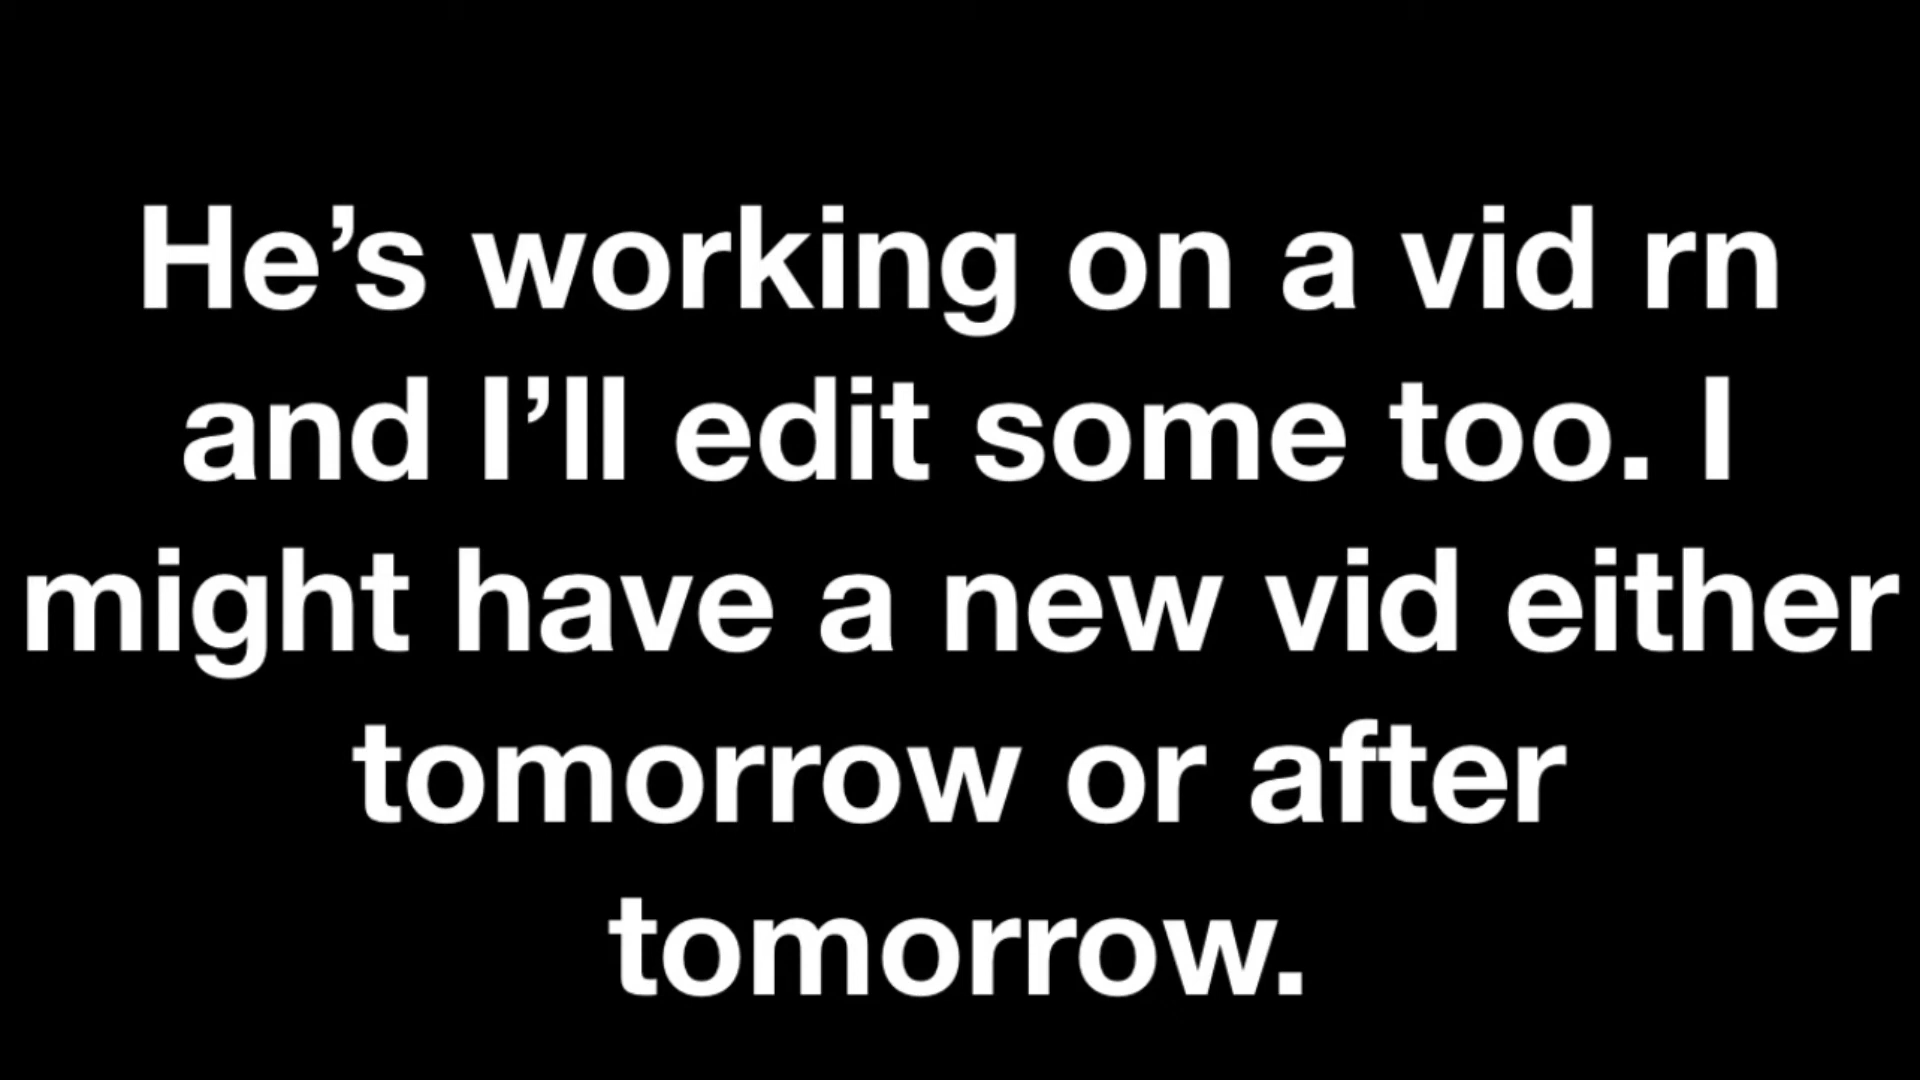 He’s working on a vid rn
and I’ll edit some too. I
might have a new vid either
tomorrow or after
tomorrow.